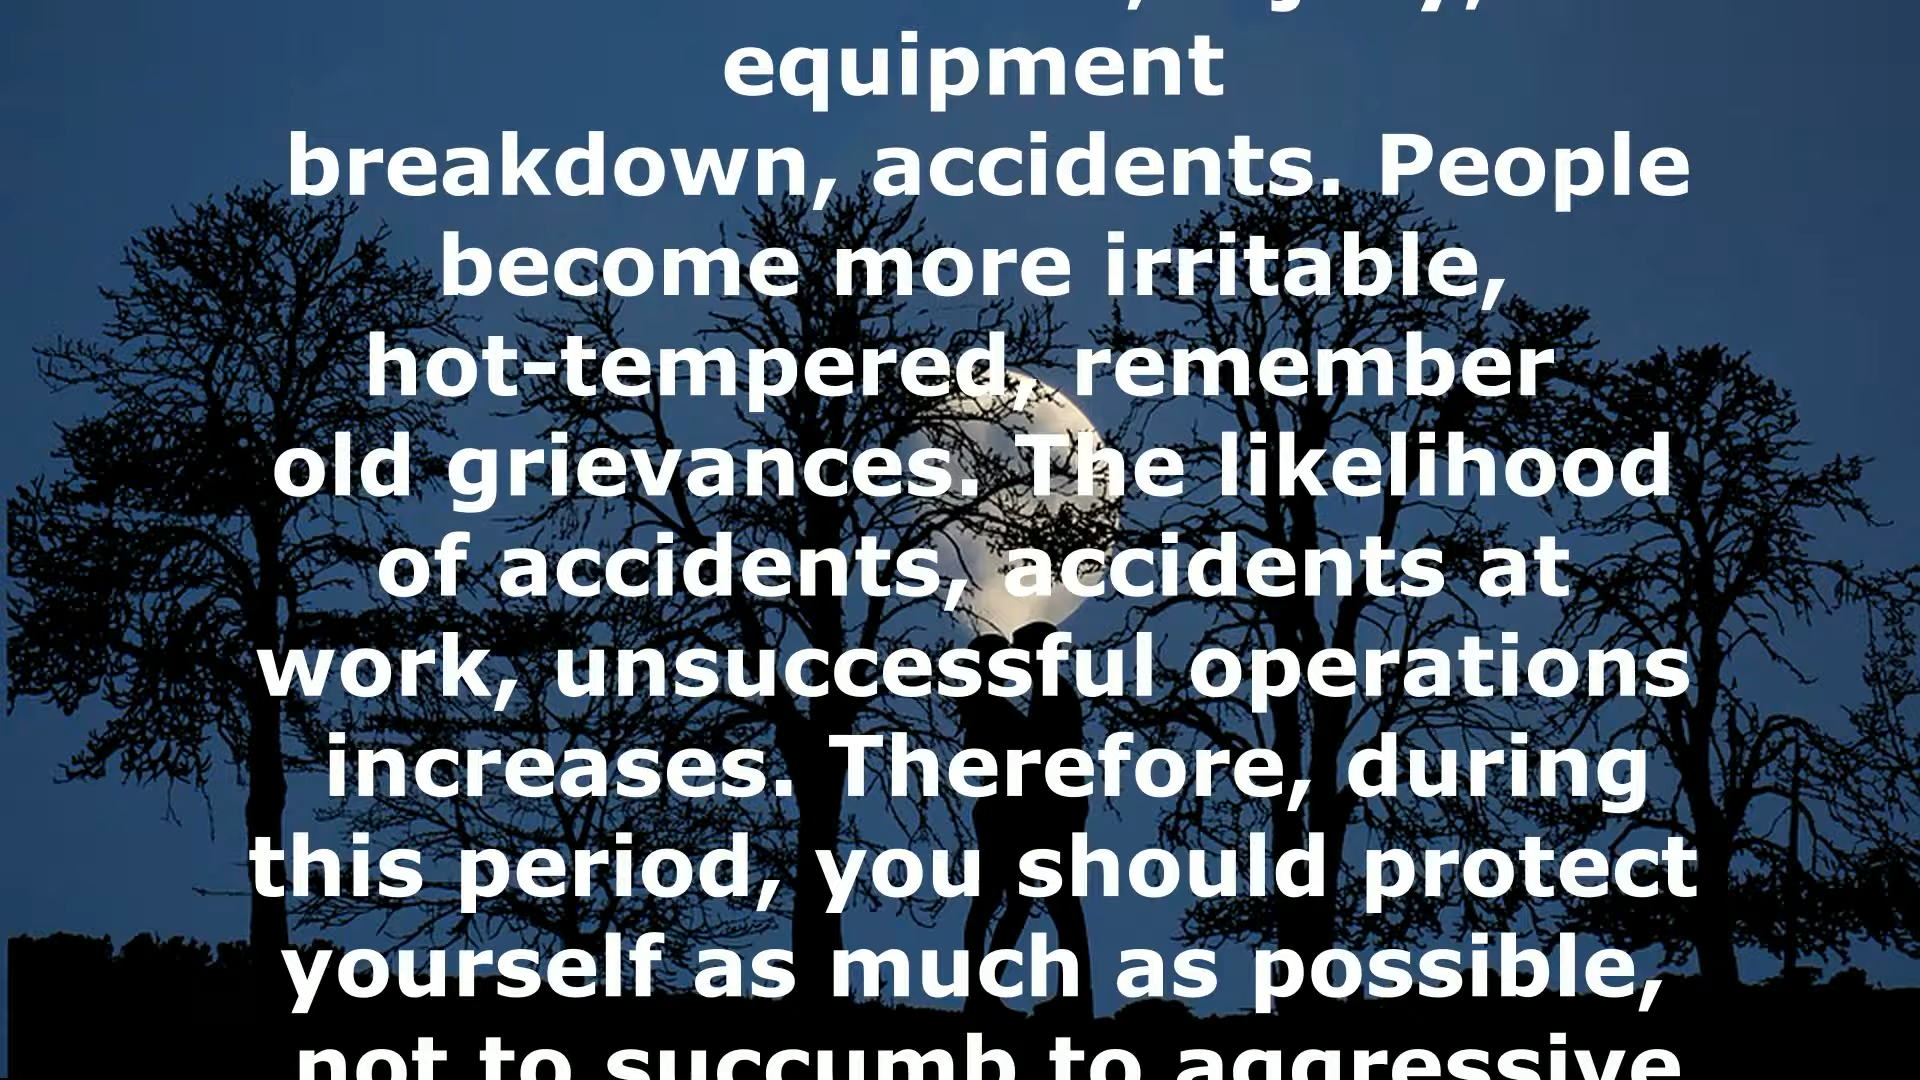 equipment
breakdown, accidents. People
become more irritable,
hot-tempered, remember
old grievances. The likelihood
of accidents, accidents at
work, unsuccessful operations
increases. Therefore, during
this period, you should protect
yourself as much as possible,
not to succumb to aggressive